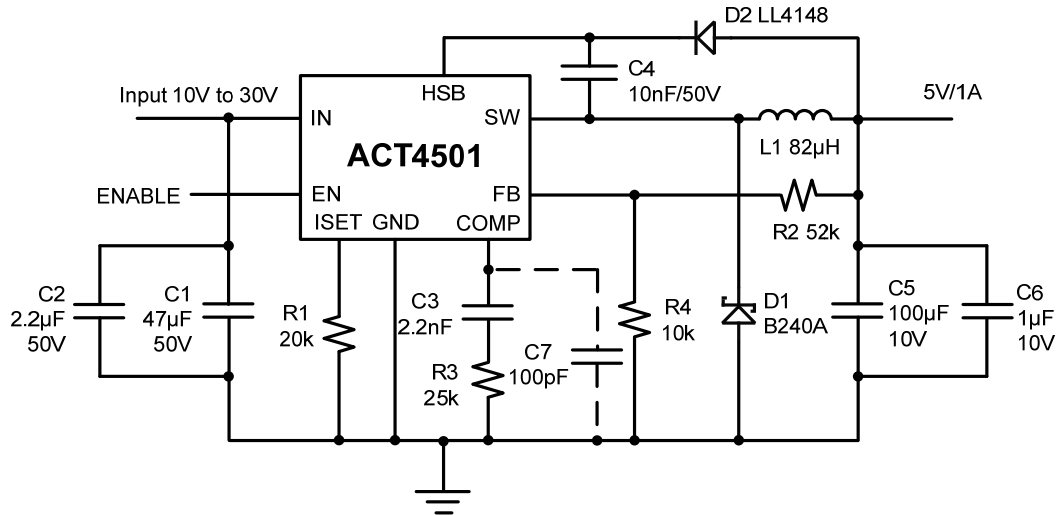 D2 LL4148
C4
10nF/50V
Input 10V to 30V
HSB
5V/1A
IN
SW
L1 82µH
ACT4501
ENABLE
EN
FB
ISET GND COMP
R2 52k
C2
2.2µF
50V
C1
47µF
50V
R1
20k
C3
2.2nF
R3
25k
C7
100pF
R4
10k
D1
B240A
C5
100µF
10V
C6
1µF
10V